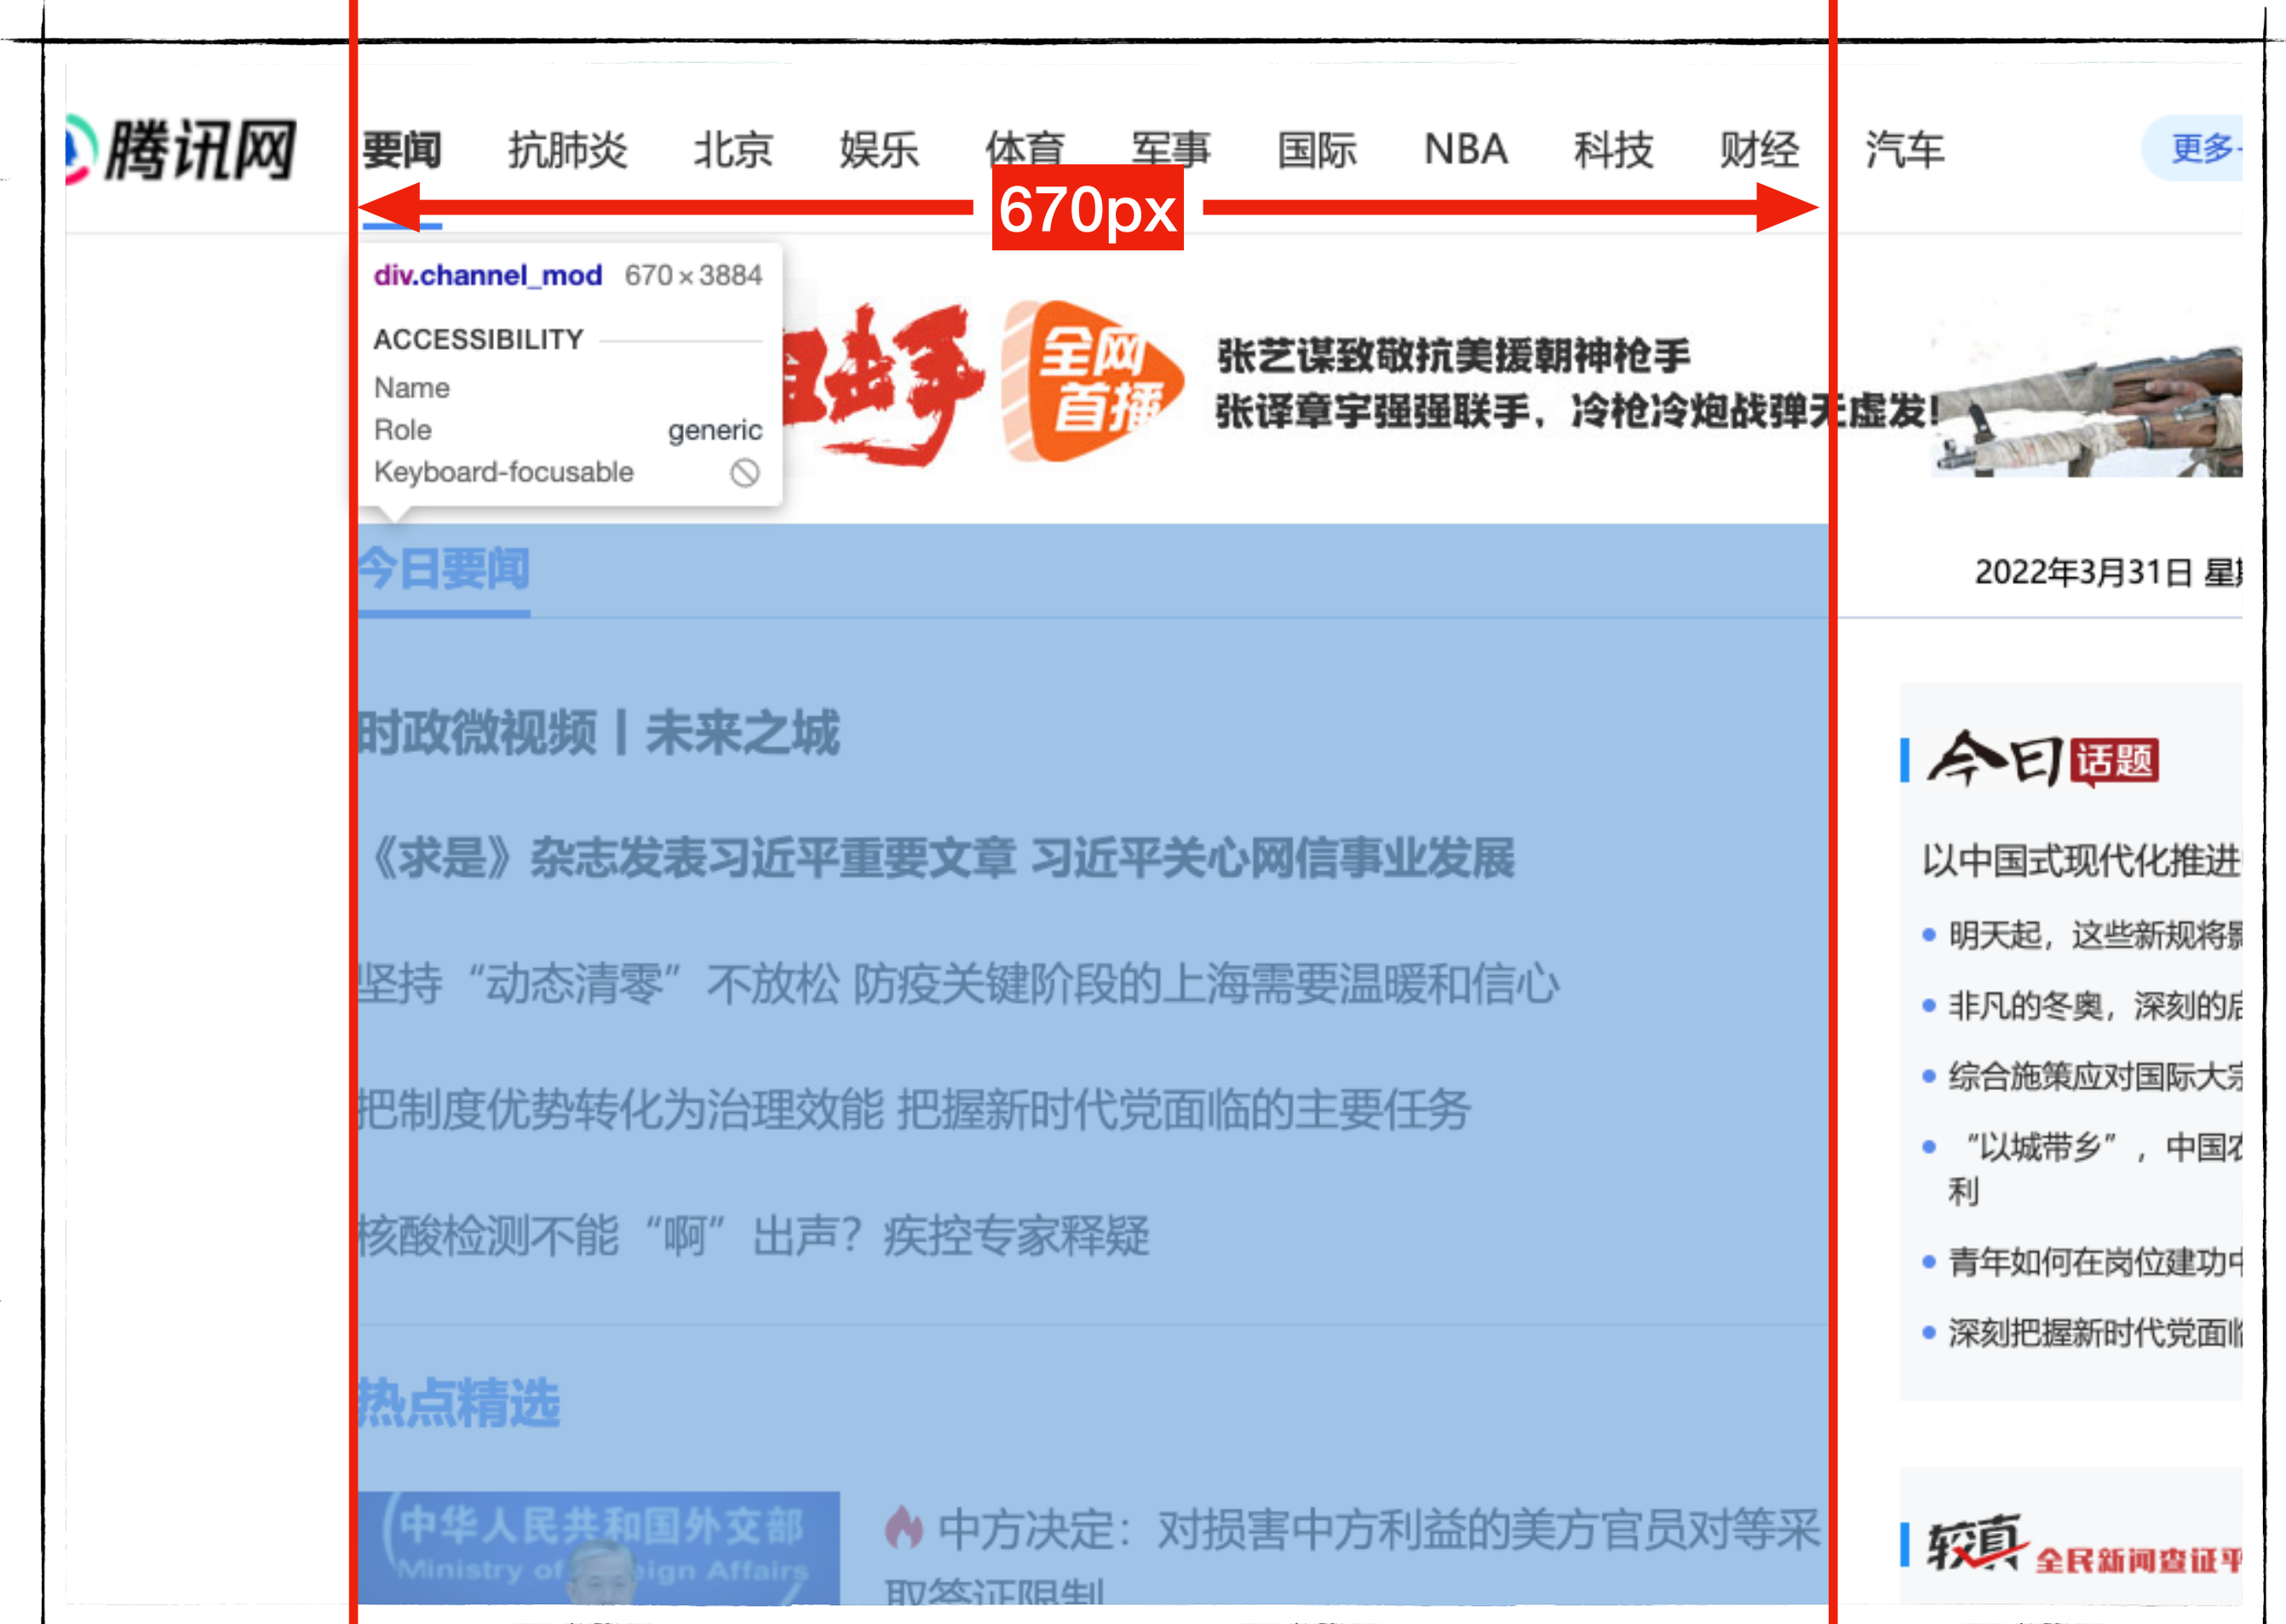 腾讯网
要闻 抗肺炎 北京 娱乐 体育 军事 国际 NBA 科技 财经 汽车 更多
670px
div.channel_mod 670 × 3884
ACCESSIBILITY
Name
Role generic
Keyboard-focusable
击手
全网
首播
张艺谋致敬抗美援朝神枪手
张译章宇强强联手，冷枪冷炮战弹无虚发！
今日要闻
2022年3月31日 星
时政微视频丨未来之城
《求是》杂志发表习近平重要文章 习近平关心网信事业发展
坚持“动态清零”不放松 防疫关键阶段的上海需要温暖和信心
把制度优势转化为治理效能 把握新时代党面临的主要任务
核酸检测不能“啊”出声？疾控专家释疑
热点精选
中华人民共和国外交部
Ministry of Foreign Affairs
中方决定：对损害中方利益的美方官员对等采
取签证限制
今日话题
以中国式现代化推进
明天起，这些新规将影
非凡的冬奥，深刻的启
综合施策应对国际大宗
“以城带乡”，中国农
利
青年如何在岗位建功中
深刻把握新时代党面临
较真 全民新闻查证平